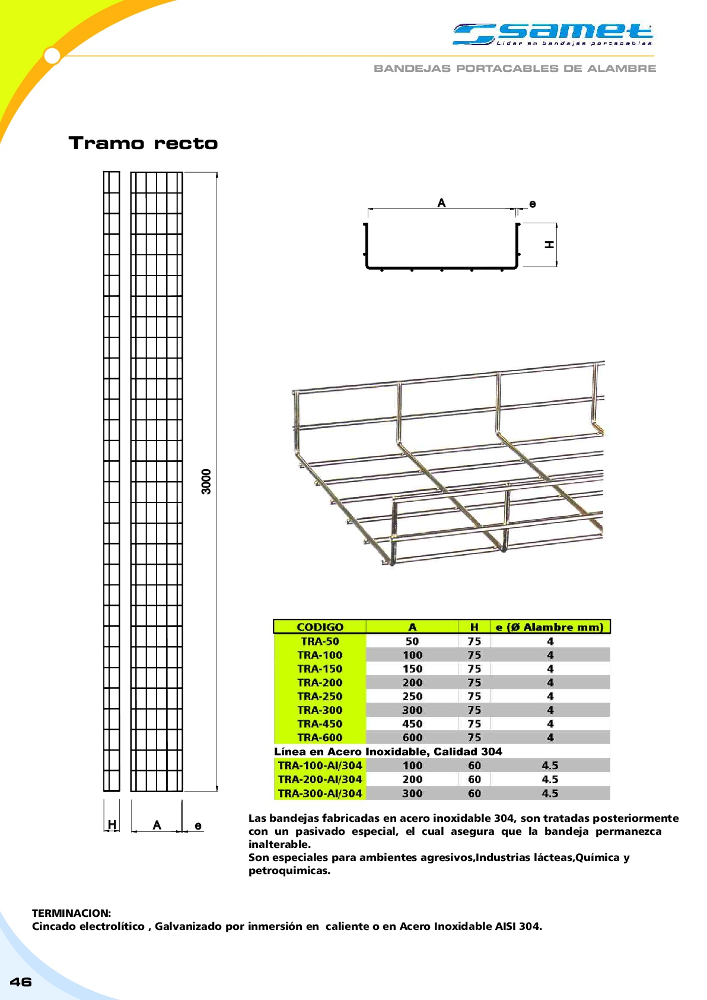 samet
Lider en bandejas portacables
BANDEJAS PORTACABLES DE ALAMBRE
Tramo recto
A e
H
3000
CODIGO A H e (Ø Alambre mm)
TRA-50 50 75 4
TRA-100 100 75 4
TRA-150 150 75 4
TRA-200 200 75 4
TRA-250 250 75 4
TRA-300 300 75 4
TRA-450 450 75 4
TRA-600 600 75 4
Línea en Acero Inoxidable, Calidad 304
TRA-100-AI/304 100 60 4.5
TRA-200-AI/304 200 60 4.5
TRA-300-AI/304 300 60 4.5
H A e
Las bandejas fabricadas en acero inoxidable 304, son tratadas posteriormente
con un pasivado especial, el cual asegura que la bandeja permanezca
inalterable.
Son especiales para ambientes agresivos,Industrias lácteas,Química y
petroquimicas.
TERMINACION:
Cincado electrolítico , Galvanizado por inmersión en caliente o en Acero Inoxidable AISI 304.
46